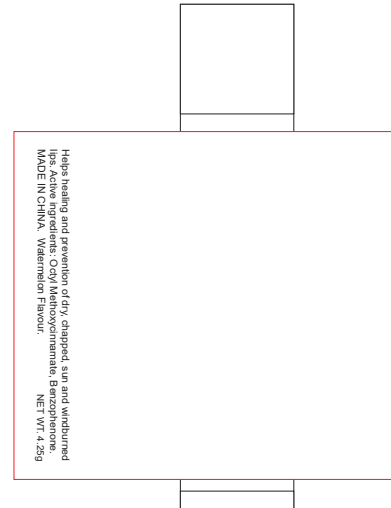 Helps healing and prevention of dry, chapped, sun and windburned
lips. Active ingredients: Octyl Methoxycinnamate, Benzophenone.
MADE IN CHINA. Watermelon Flavour. NET WT. 4.25g